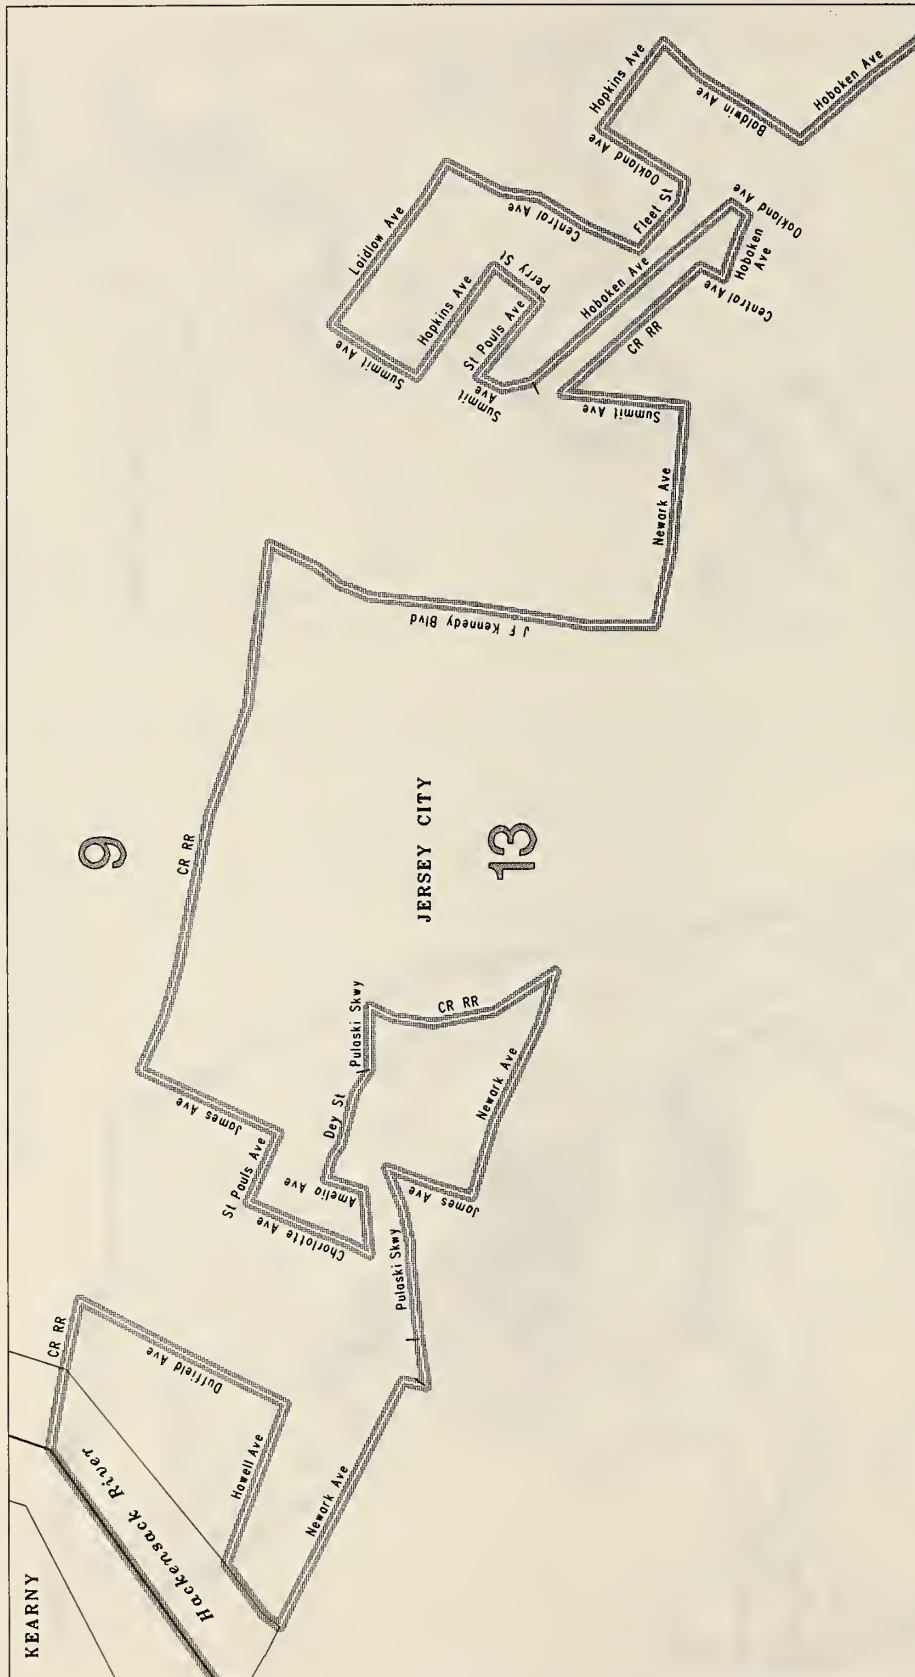 KEARNY
Hackensack River
CR RR
Duffield Ave
Howell Ave
Newark Ave
Pulaski Skwy
Charlotte Ave
St Pauls Ave
James Ave
Amelia Ave
Dey St
Pulaski Skwy
James Ave
Newark Ave
CR RR
9
CR RR
JERSEY CITY
13
J F Kennedy Blvd
Newark Ave
Summit Ave
CR RR
Central Ave
Hoboken
Ave
Oakland
Ave
Hoboken Ave
Summit
Ave
St Pauls Ave
Perry St
Hopkins Ave
Summit Ave
Laidlow Ave
Central Ave
Fleet St
Oakland Ave
Hopkins Ave
Baldwin Ave
Hoboken Ave